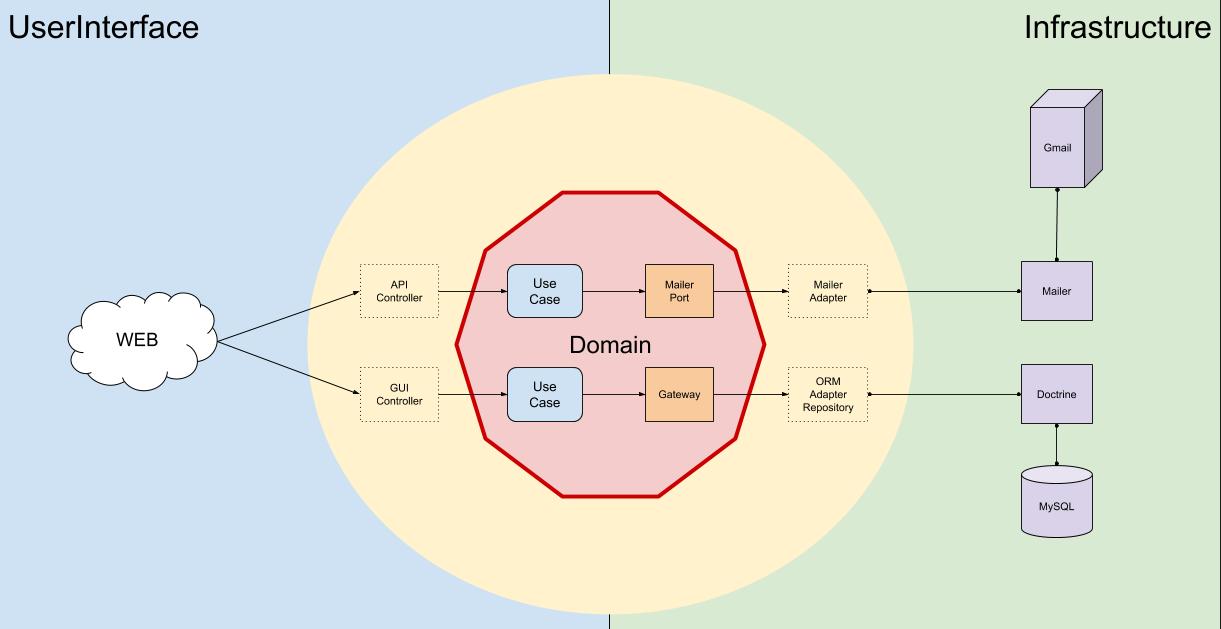 UserInterface
Infrastructure
Gmail
API
Controller
Use
Case
Mailer
Port
Mailer
Adapter
Mailer
WEB
Domain
GUI
Controller
Use
Case
Gateway
ORM
Adapter
Repository
Doctrine
MySQL